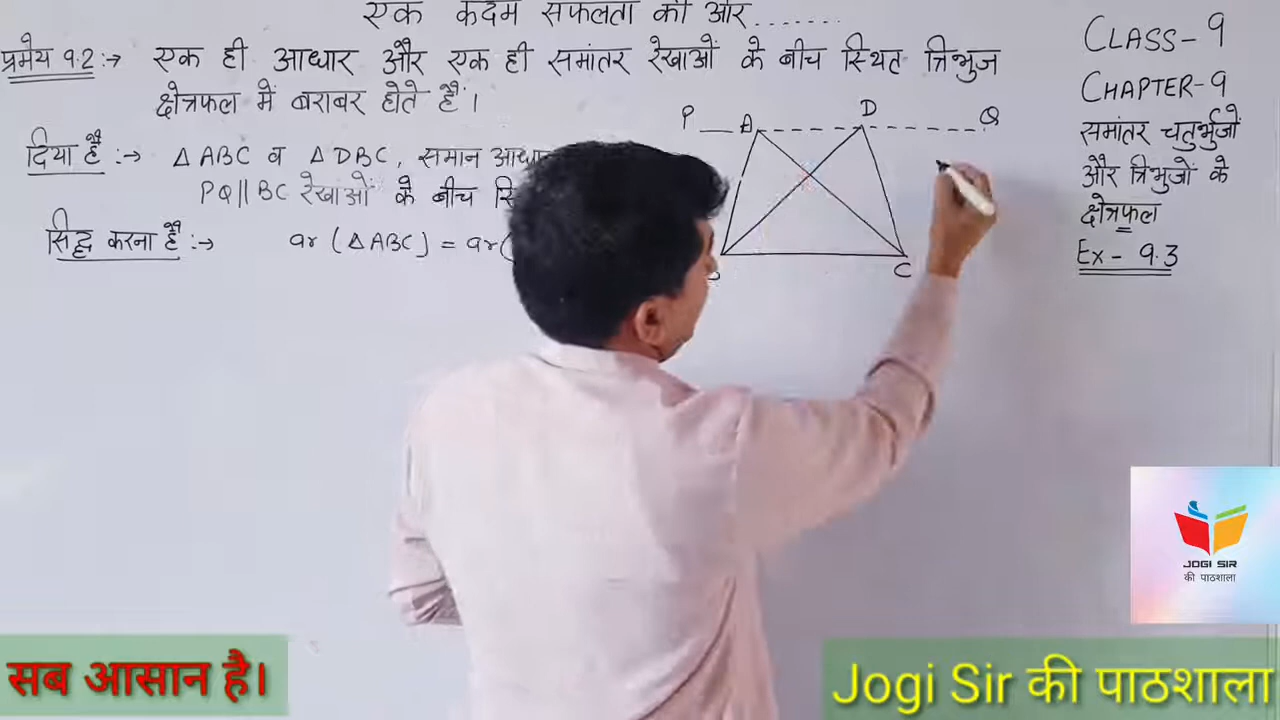 एक कदम सफलता की ओर........
प्रमेय 9.2:→ एक ही आधार और एक ही समांतर रेखाओं के बीच स्थित त्रिभुज
क्षेत्रफल में बराबर होते हैं।
दिया है :→ △ABC व △DBC, समान
PQ||BC रेखाओं के बीच
सिद्ध करना है :→ ar (△ABC) = ar(
P A D Q
C
CLASS-9
CHAPTER-9
समांतर चतुर्भुजों
और त्रिभुजों के
क्षेत्रफल
Ex- 9.3
JOGI SIR
की पाठशाला
सब आसान है।
Jogi Sir की पाठशाला